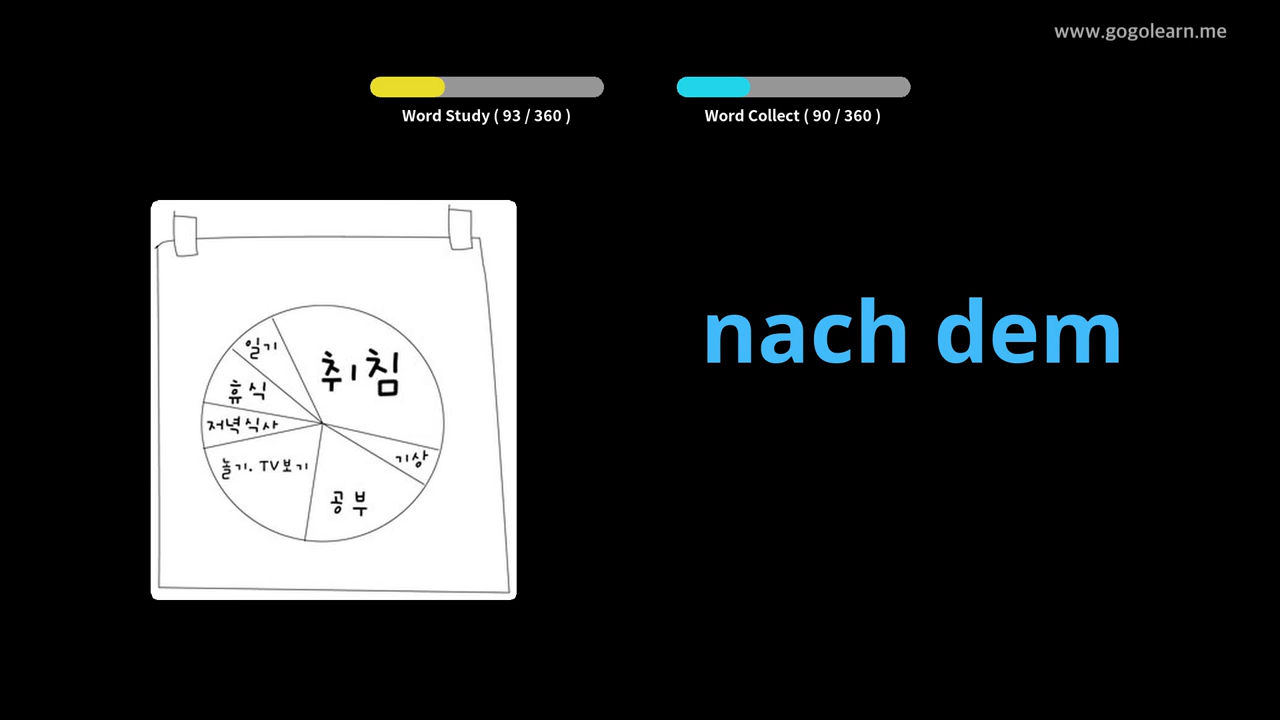 www.gogolearn.me
Word Study ( 93 / 360 )
Word Collect ( 90 / 360 )
일기
취침
휴식
저녁식사
기상
놀기. TV보기
공부
nach dem